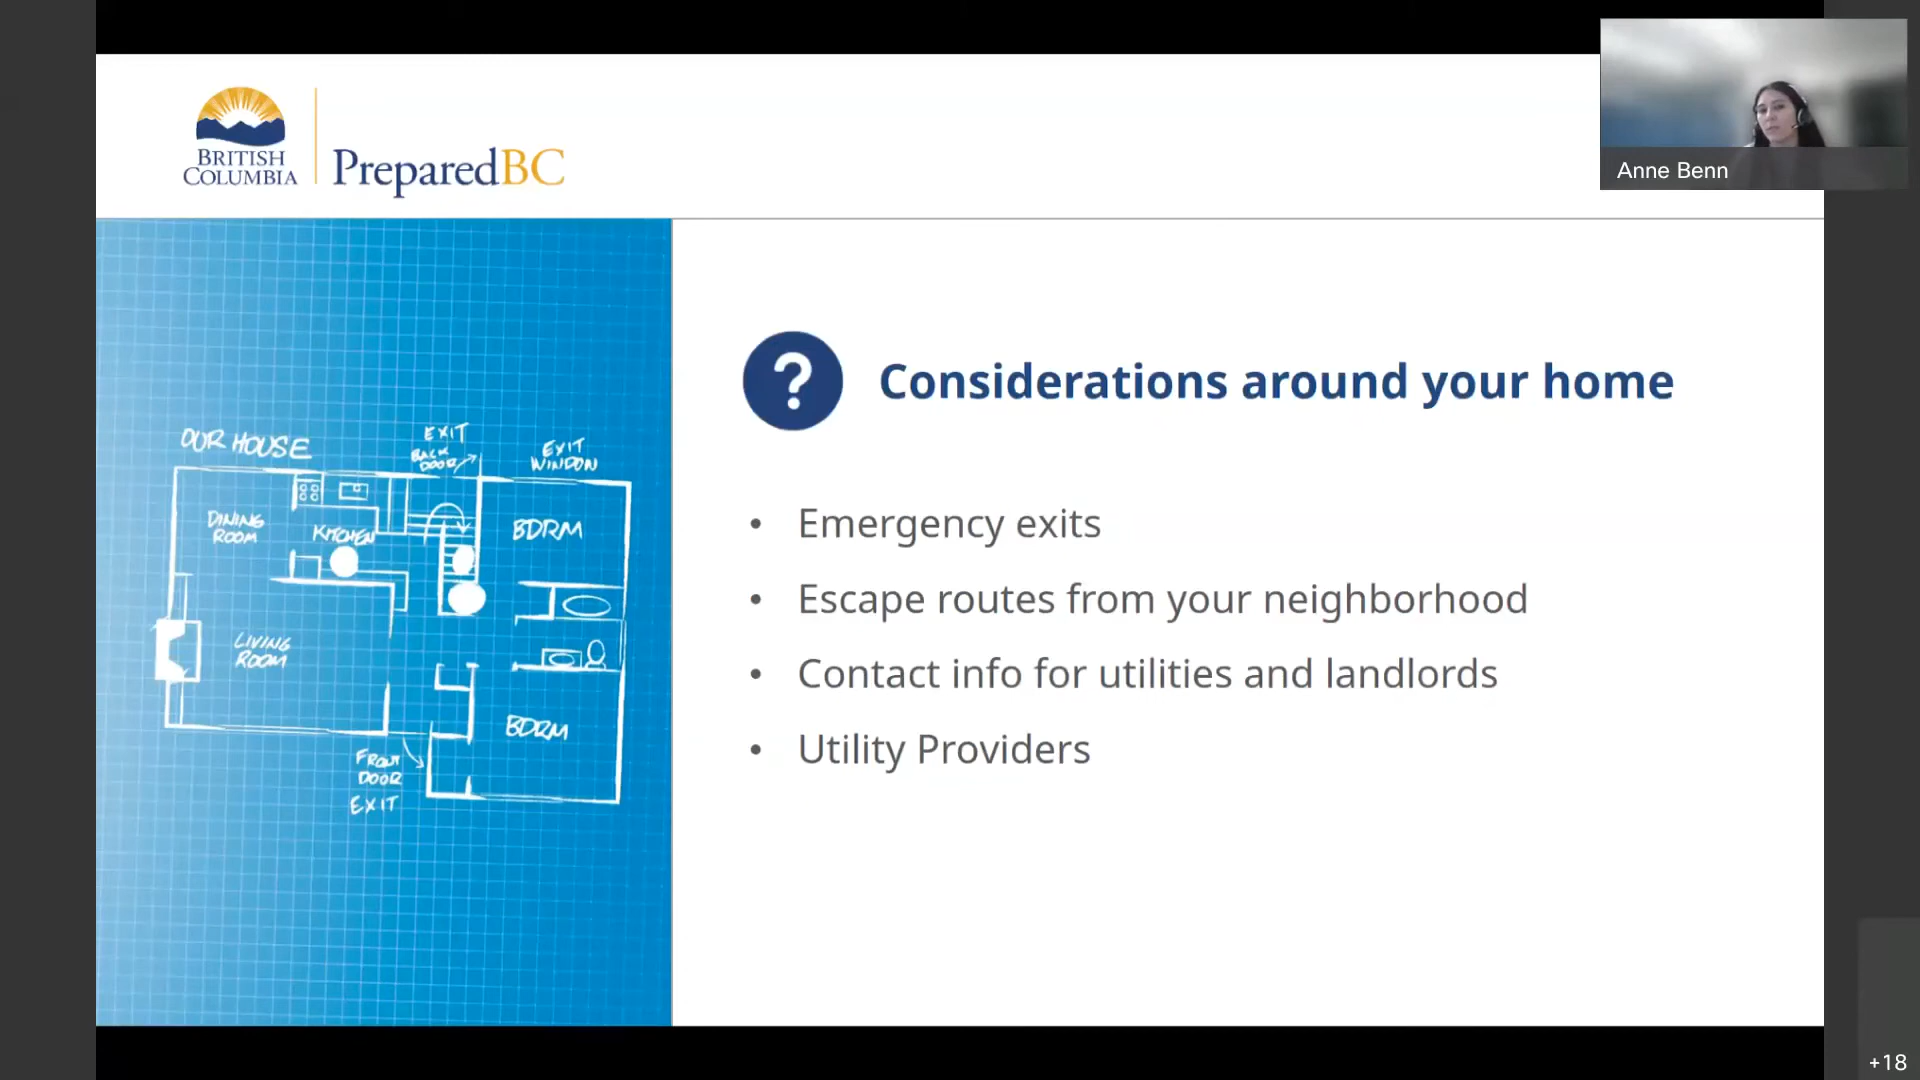 BRITISH
COLUMBIA
PreparedBC
Anne Benn
Considerations around your home
• Emergency exits
• Escape routes from your neighborhood
• Contact info for utilities and landlords
• Utility Providers
OUR HOUSE
EXIT
BACK
DOOR
EXIT
WINDOW
DINING
ROOM
KITCHEN
BDRM
LIVING
ROOM
BDRM
FRONT
DOOR
EXIT
+18